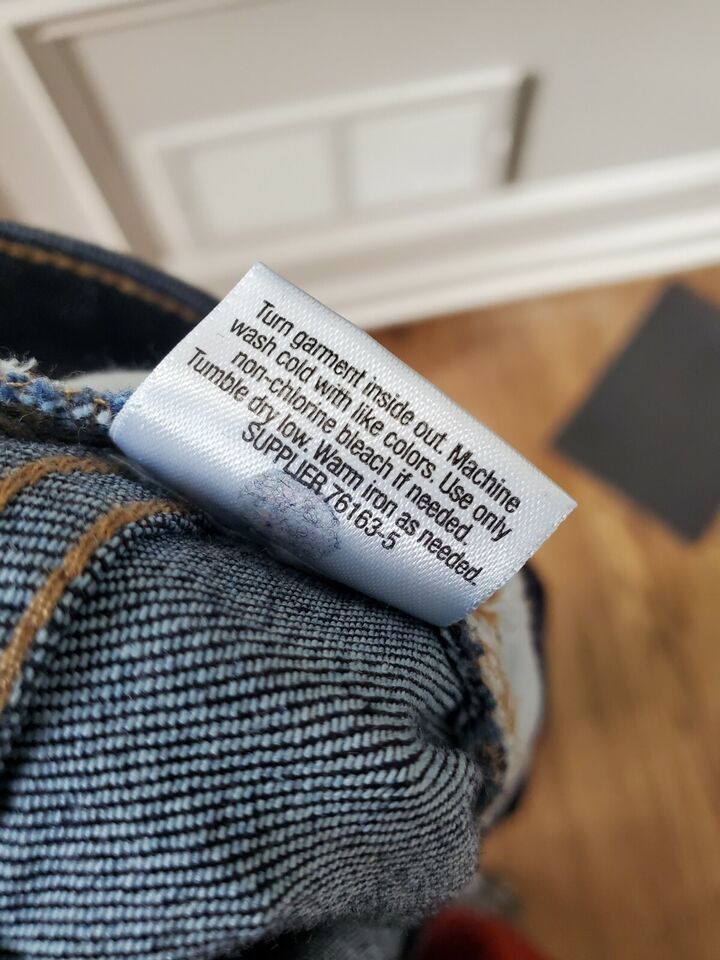 Turn garment inside out. Machine
wash cold with like colors. Use only
non-chlorine bleach if needed.
Tumble dry low. Warm iron as needed.
SUPPLIER 76163-5